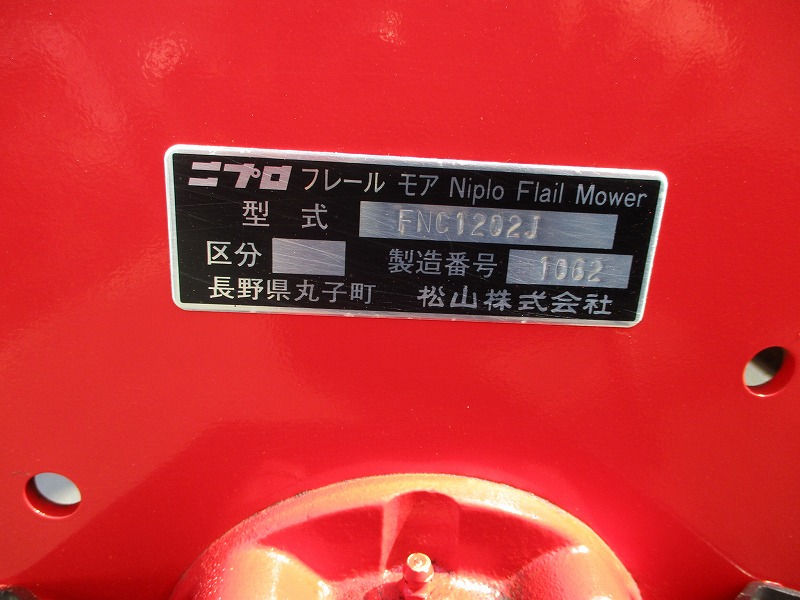 ニプロ フレール モア Niplo Flail Mower
型式 FNC1202J
区分 製造番号 1062
長野県丸子町 松山株式会社